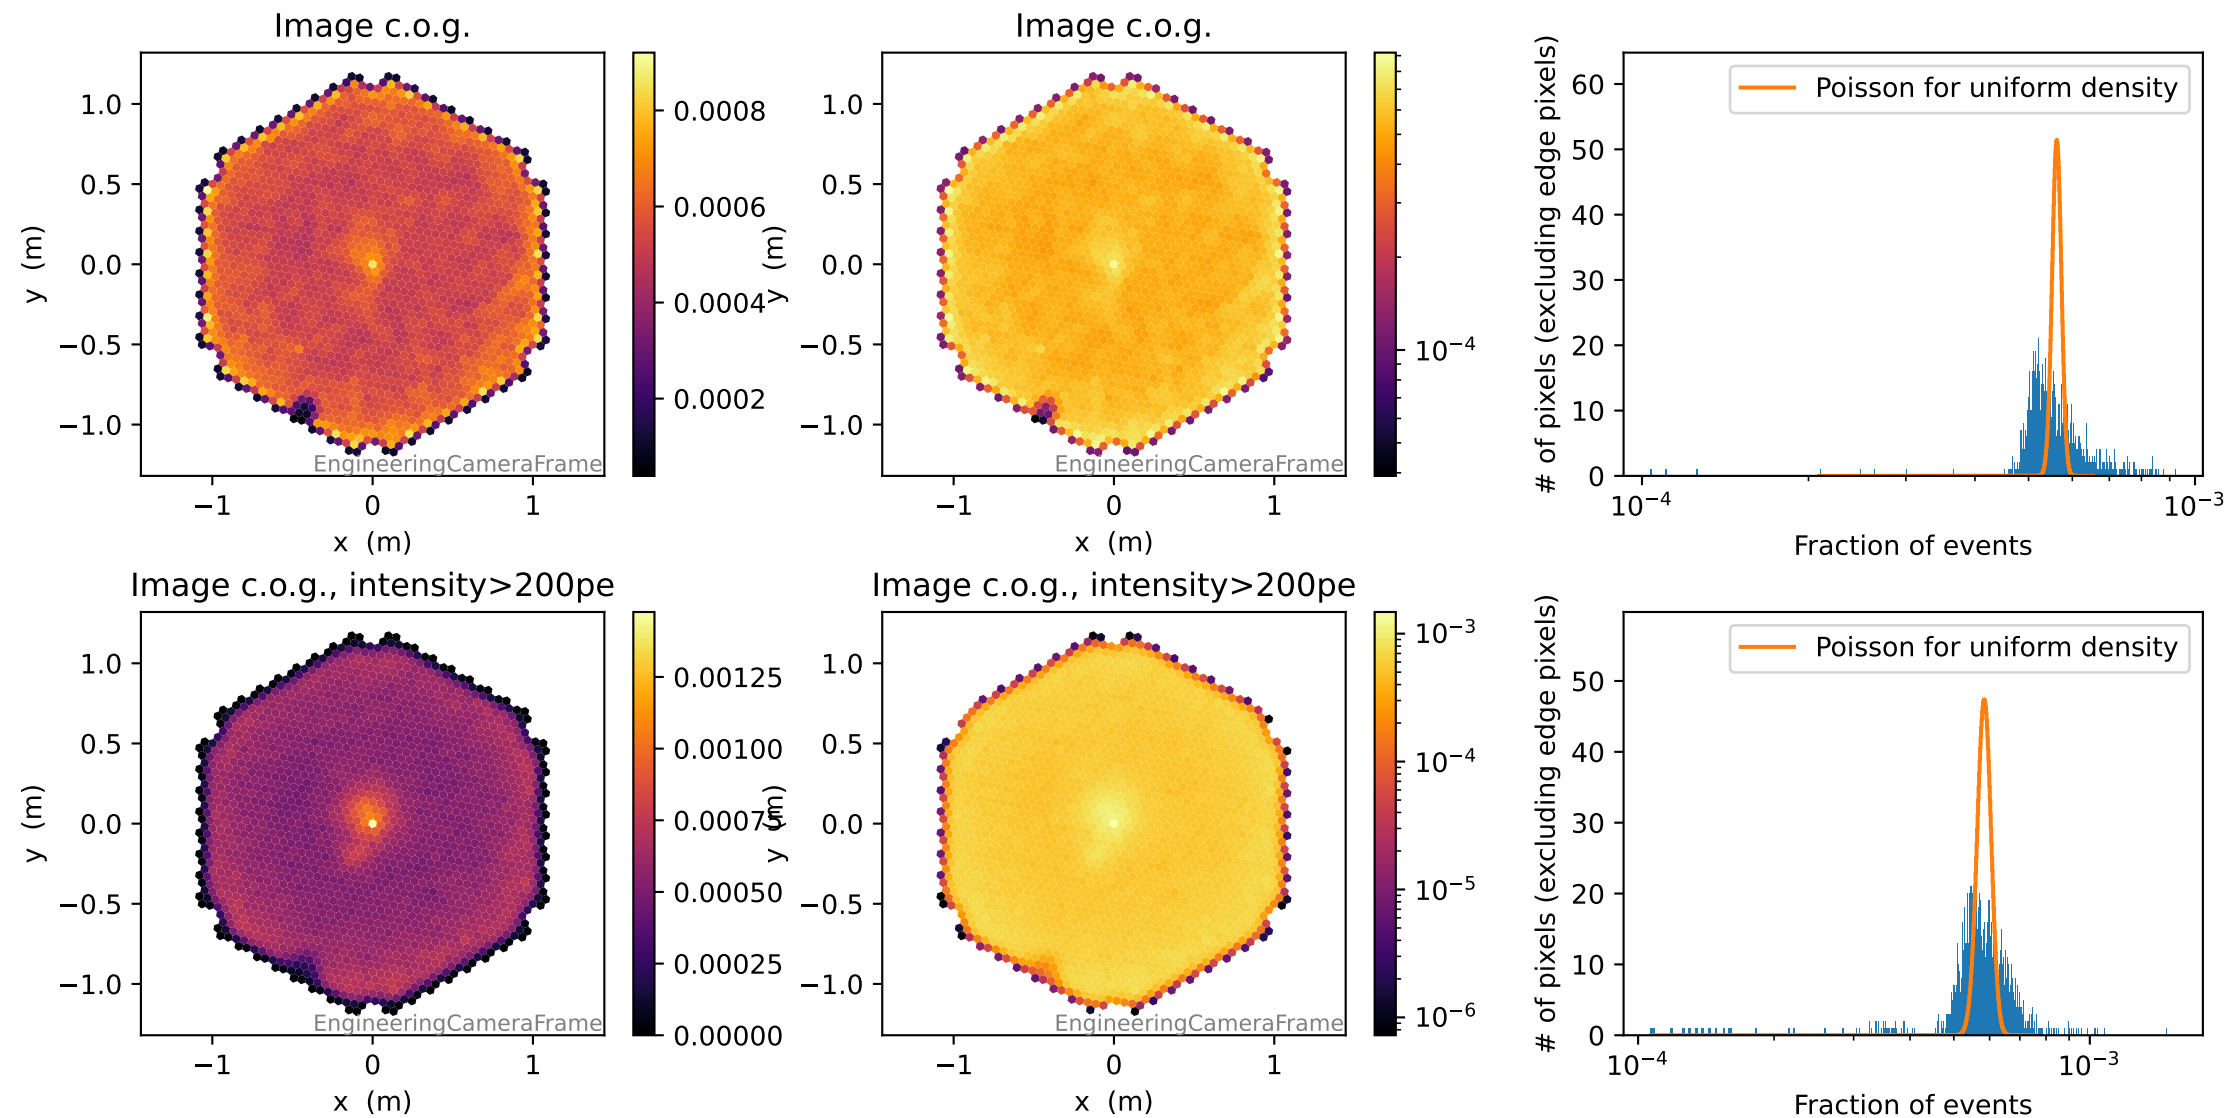 Image c.o.g.
1.0
0.5
0.0
−0.5
−1.0
y (m)
−1
0
1
x (m)
EngineeringCameraFrame
0.0008
0.0006
0.0004
0.0002
Image c.o.g.
1.0
0.5
0.0
−0.5
−1.0
y (m)
−1
0
1
x (m)
EngineeringCameraFrame
10⁻⁴
60
50
40
30
20
10
0
# of pixels (excluding edge pixels)
Poisson for uniform density
10⁻⁴
10⁻³
Fraction of events
Image c.o.g., intensity>200pe
1.0
0.5
0.0
−0.5
−1.0
y (m)
−1
0
1
x (m)
EngineeringCameraFrame
0.00125
0.00100
0.00075
0.00050
0.00025
0.00000
Image c.o.g., intensity>200pe
1.0
0.5
0.0
−0.5
−1.0
y (m)
−1
0
1
x (m)
EngineeringCameraFrame
10⁻³
10⁻⁴
10⁻⁵
10⁻⁶
50
40
30
20
10
0
# of pixels (excluding edge pixels)
Poisson for uniform density
10⁻⁴
10⁻³
Fraction of events